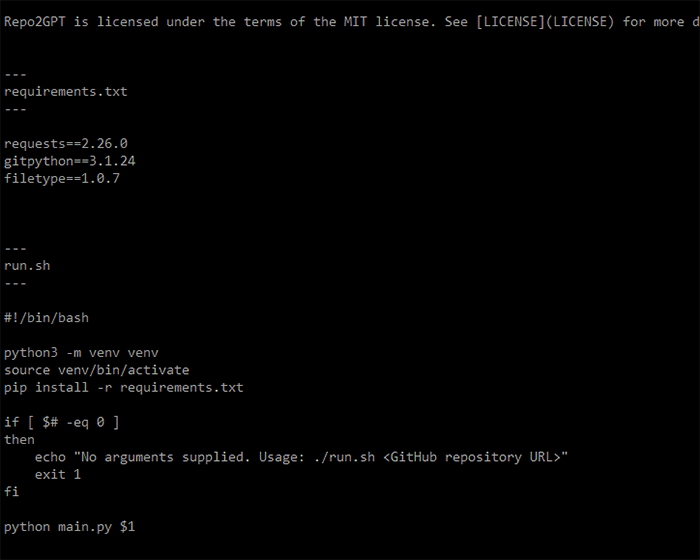 Repo2GPT is licensed under the terms of the MIT license. See [LICENSE](LICENSE) for more d
---
requirements.txt
---
requests==2.26.0
gitpython==3.1.24
filetype==1.0.7
---
run.sh
---
#!/bin/bash
python3 -m venv venv
source venv/bin/activate
pip install -r requirements.txt
if [ $# -eq 0 ]
then
    echo "No arguments supplied. Usage: ./run.sh <GitHub repository URL>"
    exit 1
fi
python main.py $1